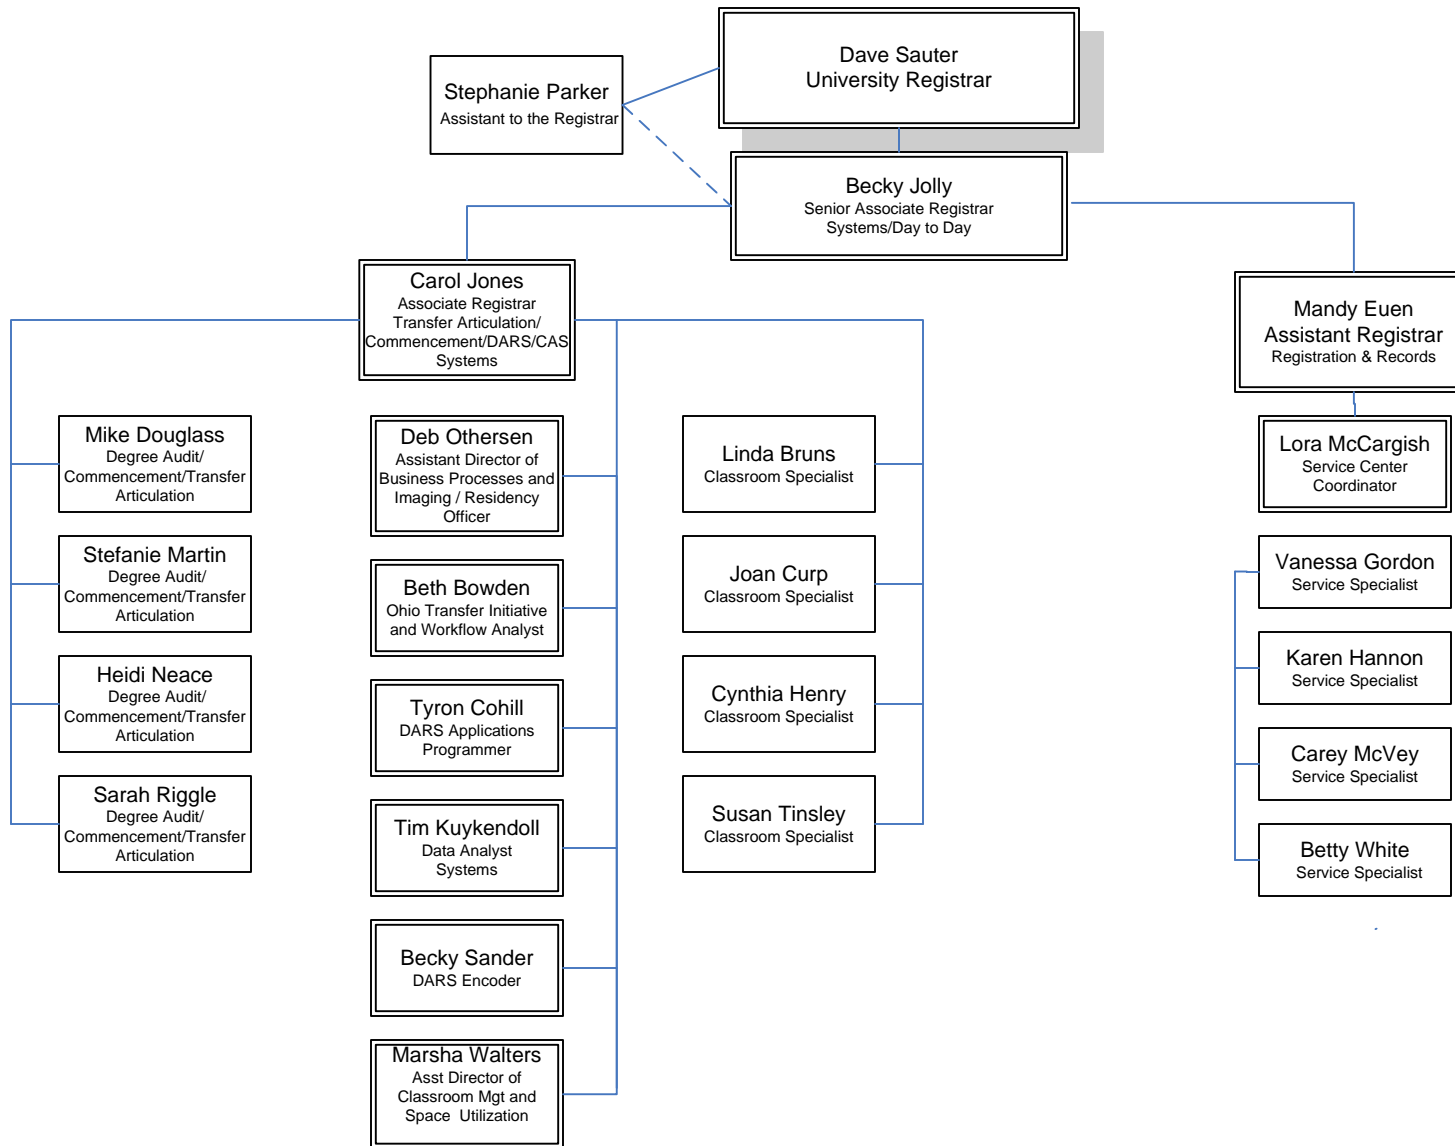 Dave Sauter
University Registrar
Stephanie Parker
Assistant to the Registrar
Becky Jolly
Senior Associate Registrar
Systems/Day to Day
Carol Jones
Associate Registrar
Transfer Articulation/
Commencement/DARS/CAS
Systems
Mandy Euen
Assistant Registrar
Registration & Records
Mike Douglass
Degree Audit/
Commencement/Transfer
Articulation
Stefanie Martin
Degree Audit/
Commencement/Transfer
Articulation
Heidi Neace
Degree Audit/
Commencement/Transfer
Articulation
Sarah Riggle
Degree Audit/
Commencement/Transfer
Articulation
Deb Othersen
Assistant Director of
Business Processes and
Imaging / Residency
Officer
Beth Bowden
Ohio Transfer Initiative
and Workflow Analyst
Tyron Cohill
DARS Applications
Programmer
Tim Kuykendoll
Data Analyst
Systems
Becky Sander
DARS Encoder
Marsha Walters
Asst Director of
Classroom Mgt and
Space Utilization
Linda Bruns
Classroom Specialist
Joan Curp
Classroom Specialist
Cynthia Henry
Classroom Specialist
Susan Tinsley
Classroom Specialist
Lora McCargish
Service Center
Coordinator
Vanessa Gordon
Service Specialist
Karen Hannon
Service Specialist
Carey McVey
Service Specialist
Betty White
Service Specialist